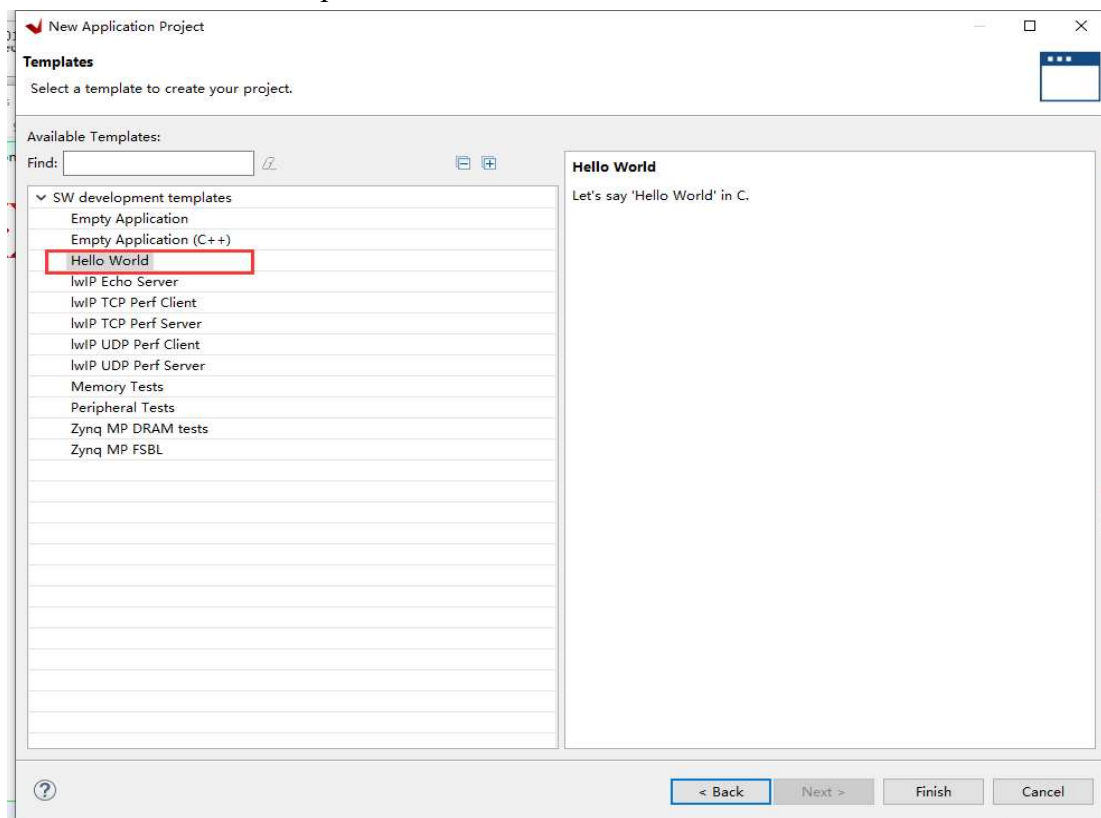 New Application Project
Templates
Select a template to create your project.
Available Templates:
Find:
SW development templates
Empty Application
Empty Application (C++)
Hello World
lwIP Echo Server
lwIP TCP Perf Client
lwIP TCP Perf Server
lwIP UDP Perf Client
lwIP UDP Perf Server
Memory Tests
Peripheral Tests
Zynq MP DRAM tests
Zynq MP FSBL
Hello World
Let's say 'Hello World' in C.
< Back
Next >
Finish
Cancel